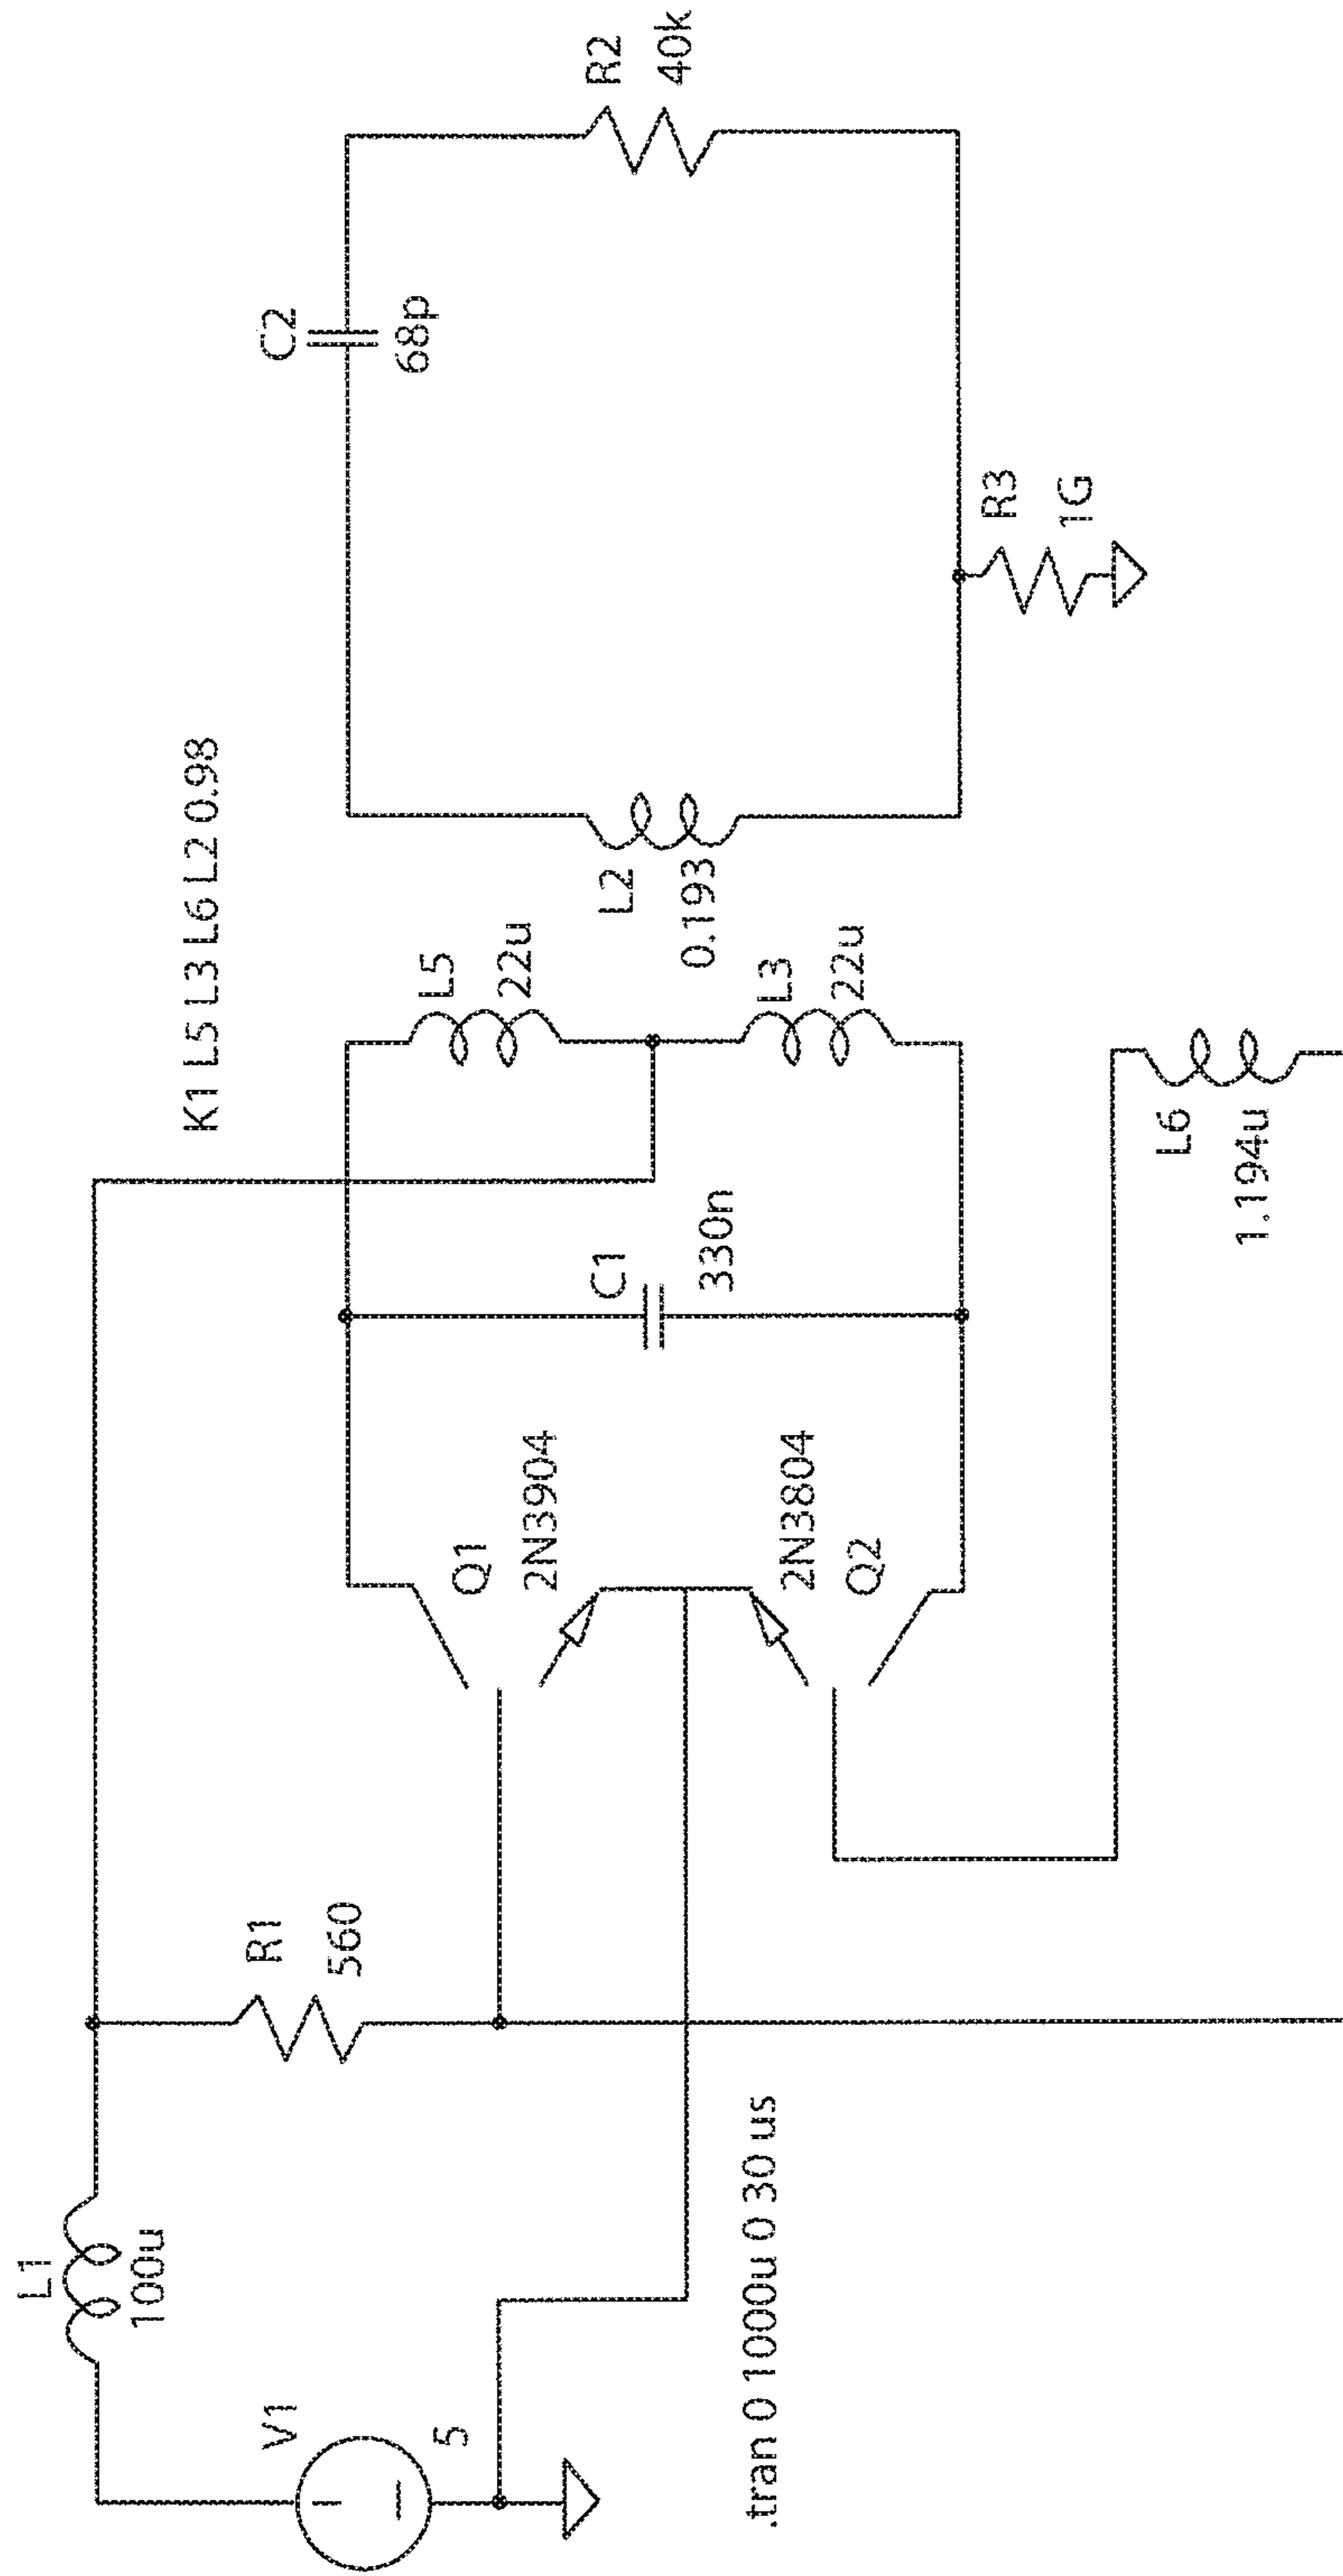 L1
100u
V1
5
R1
560
.tran 0 1000u 0 30 us
Q1
2N3904
2N3804
Q2
C1
330n
K1 L5 L3 L6 L2 0.98
L5
22u
L3
22u
L6
1.194u
L2
0.193
C2
68p
R2
40k
R3
1G